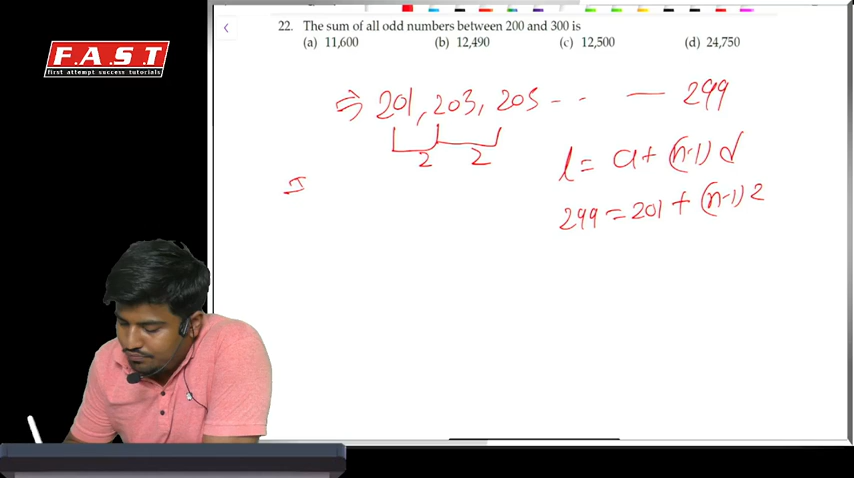 F.A.S.T
first attempt success tutorials
22. The sum of all odd numbers between 200 and 300 is
(a) 11,600 (b) 12,490 (c) 12,500 (d) 24,750
⇒ 201, 203, 205 - - — 299
2 2
l = a + (n-1) d
299 = 201 + (n-1) 2